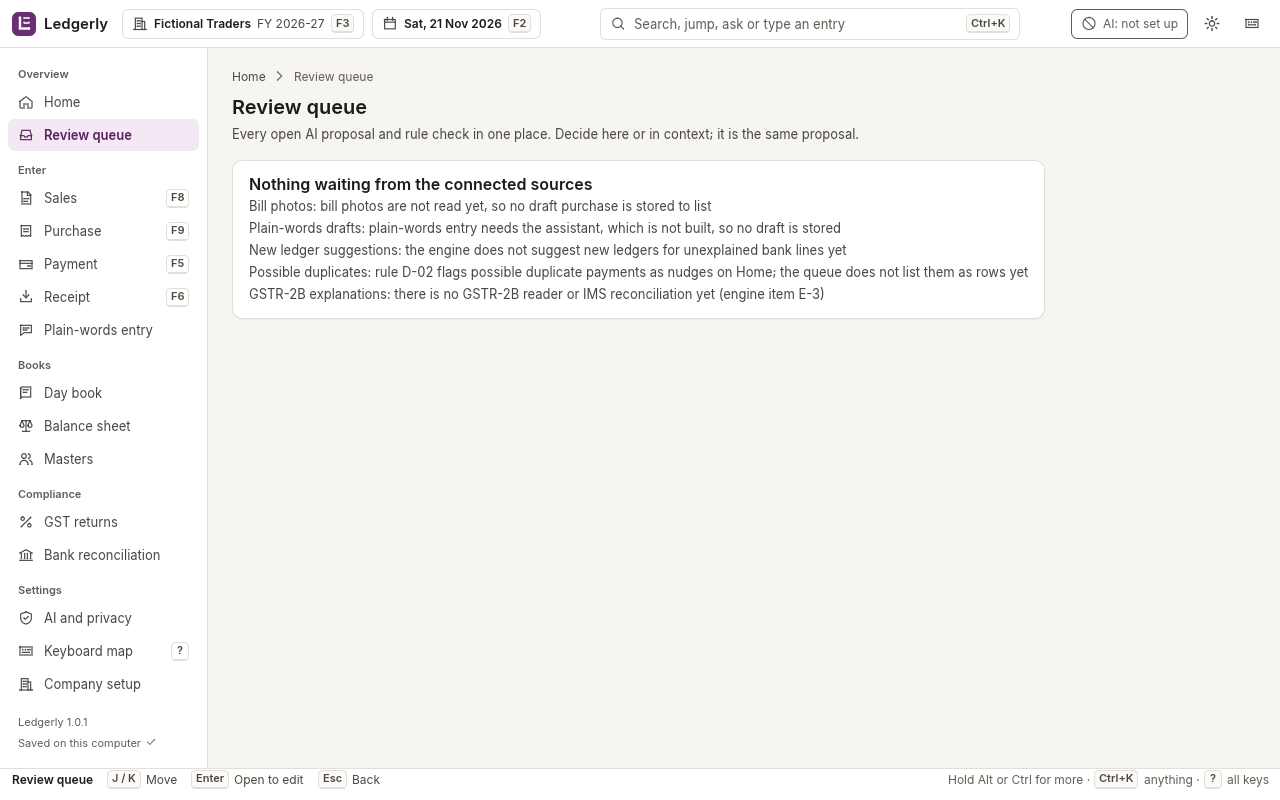 Ledgerly
Fictional Traders FY 2026-27 F3
Sat, 21 Nov 2026 F2
Search, jump, ask or type an entry Ctrl+K
AI: not set up
Overview
Home
Review queue
Enter
Sales F8
Purchase F9
Payment F5
Receipt F6
Plain-words entry
Books
Day book
Balance sheet
Masters
Compliance
GST returns
Bank reconciliation
Settings
AI and privacy
Keyboard map ?
Company setup
Ledgerly 1.0.1
Saved on this computer
Home Review queue
Review queue
Every open AI proposal and rule check in one place. Decide here or in context; it is the same proposal.
Nothing waiting from the connected sources
Bill photos: bill photos are not read yet, so no draft purchase is stored to list
Plain-words drafts: plain-words entry needs the assistant, which is not built, so no draft is stored
New ledger suggestions: the engine does not suggest new ledgers for unexplained bank lines yet
Possible duplicates: rule D-02 flags possible duplicate payments as nudges on Home; the queue does not list them as rows yet
GSTR-2B explanations: there is no GSTR-2B reader or IMS reconciliation yet (engine item E-3)
Review queue J / K Move Enter Open to edit Esc Back
Hold Alt or Ctrl for more · Ctrl+K anything · ? all keys